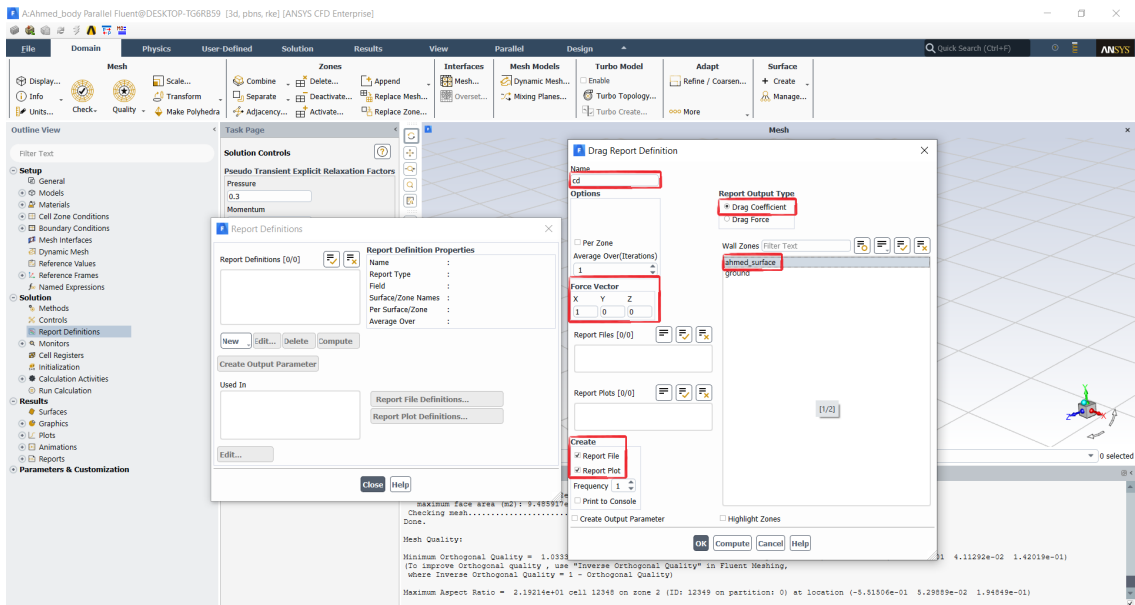 A:Ahmed_body Parallel Fluent@DESKTOP-TG6RB59 [3d, pbns, rke] [ANSYS CFD Enterprise]
File Domain Physics User-Defined Solution Results View Parallel Design Quick Search (Ctrl+F) ANSYS
Mesh Zones Interfaces Mesh Models Turbo Model Adapt Surface
Display... Scale... Combine Delete... Append Mesh... Dynamic Mesh... Enable Refine / Coarsen... + Create
Info Transform Separate Deactivate... Replace Mesh... Overset... Mixing Planes... Turbo Topology... Manage...
Units... Check Quality Make Polyhedra Adjacency... Activate... Replace Zone... Turbo Create... More
Outline View
Filter Text
Setup
General
Models
Materials
Cell Zone Conditions
Boundary Conditions
Mesh Interfaces
Dynamic Mesh
Reference Values
Reference Frames
Named Expressions
Solution
Methods
Controls
Report Definitions
Monitors
Cell Registers
Initialization
Calculation Activities
Run Calculation
Results
Surfaces
Graphics
Plots
Animations
Reports
Parameters & Customization
Task Page
Solution Controls
Pseudo Transient Explicit Relaxation Factors
Pressure
0.3
Momentum
Report Definitions
Report Definitions [0/0]
Report Definition Properties
Name :
Report Type :
Field :
Surface/Zone Names :
Per Surface/Zone :
Average Over :
New Edit... Delete Compute
Create Output Parameter
Used In
Report File Definitions...
Report Plot Definitions...
Edit...
Close Help
Mesh
Drag Report Definition
Name
cd
Options
Per Zone
Average Over(Iterations)
1
Force Vector
X Y Z
1 0 0
Report Files [0/0]
Report Plots [0/0]
Create
Report File
Report Plot
Frequency 1
Print to Console
Create Output Parameter
Report Output Type
Drag Coefficient
Drag Force
Wall Zones Filter Text
ahmed_surface
ground
[1/2]
Highlight Zones
OK Compute Cancel Help
Y
Z
X
0 selected
maximum face area (m2): 9.485917e
Checking mesh......................
Done.
Mesh Quality:
Minimum Orthogonal Quality = 1.0333
01 4.11292e-02 1.42019e-01)
(To improve Orthogonal quality , use "Inverse Orthogonal Quality" in Fluent Meshing,
where Inverse Orthogonal Quality = 1 - Orthogonal Quality)
Maximum Aspect Ratio = 2.19214e+01 cell 12348 on zone 2 (ID: 12349 on partition: 0) at location (-5.51506e-01 5.29889e-02 1.94849e-01)